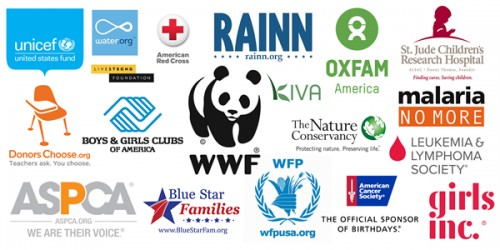 unicef
united states fund
water.org
LIVESTRONG
FOUNDATION
American
Red Cross
RAINN
rainn.org
OXFAM
America
St. Jude Children's
Research Hospital
Finding cures. Saving children.
DonorsChoose.org
Teachers ask. You choose.
BOYS & GIRLS CLUBS
OF AMERICA
WWF
®
KIVA
The Nature
Conservancy
Protecting nature. Preserving life.
malaria
NO MORE
LEUKEMIA &
LYMPHOMA
SOCIETY®
ASPCA
ASPCA.ORG
WE ARE THEIR VOICE.
Blue Star
Families
www.BlueStarFam.org
WFP
wfpusa.org
American
Cancer
Society
THE OFFICIAL SPONSOR
OF BIRTHDAYS.
girls
inc.